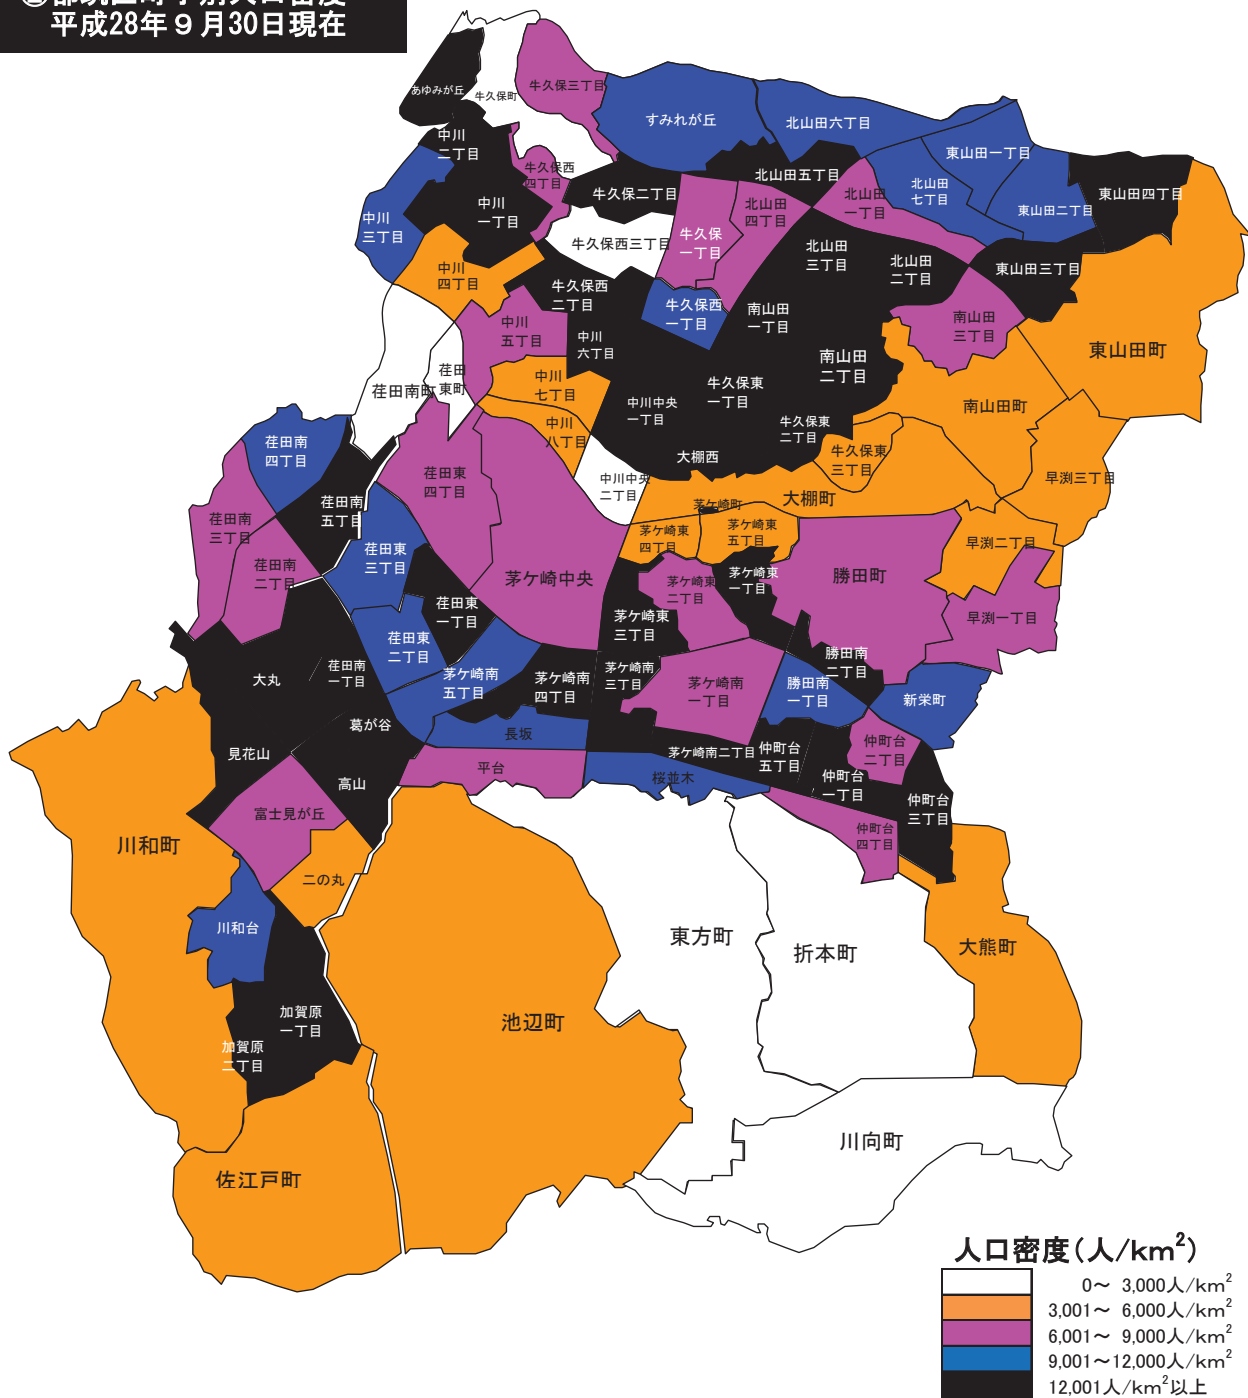 都筑区町丁別人口密度
平成28年９月30日現在
あゆみが丘
牛久保町
牛久保三丁目
すみれが丘
北山田六丁目
中川
二丁目
牛久保西
四丁目
牛久保二丁目
北山田五丁目
東山田一丁目
北山田
七丁目
東山田二丁目
東山田四丁目
中川
三丁目
中川
一丁目
牛久保西三丁目
牛久保
一丁目
北山田
四丁目
北山田
一丁目
北山田
三丁目
北山田
二丁目
東山田三丁目
中川
四丁目
牛久保西
二丁目
牛久保西
一丁目
南山田
一丁目
南山田
三丁目
東山田町
中川
五丁目
中川
六丁目
南山田
二丁目
荏田南町
荏田
東町
中川
七丁目
牛久保東
一丁目
中川中央
一丁目
南山田町
中川
八丁目
牛久保東
二丁目
牛久保東
三丁目
大棚西
荏田南
四丁目
荏田東
四丁目
中川中央
二丁目
早渕三丁目
荏田南
五丁目
茅ケ崎町
大棚町
荏田南
三丁目
茅ケ崎東
四丁目
茅ケ崎東
五丁目
早渕二丁目
荏田東
三丁目
荏田南
二丁目
茅ケ崎中央
茅ケ崎東
二丁目
茅ケ崎東
一丁目
勝田町
荏田東
一丁目
茅ケ崎東
三丁目
早渕一丁目
荏田東
二丁目
大丸
荏田南
一丁目
茅ケ崎南
五丁目
茅ケ崎南
四丁目
茅ケ崎南
三丁目
茅ケ崎南
一丁目
勝田南
二丁目
勝田南
一丁目
新栄町
葛が谷
長坂
見花山
茅ケ崎南二丁目
仲町台
五丁目
仲町台
二丁目
平台
桜並木
高山
仲町台
一丁目
仲町台
三丁目
富士見が丘
川和町
仲町台
四丁目
二の丸
川和台
東方町
折本町
大熊町
加賀原
一丁目
池辺町
加賀原
二丁目
川向町
佐江戸町
人口密度(人/km²)
0～ 3,000人/km²
3,001～ 6,000人/km²
6,001～ 9,000人/km²
9,001～12,000人/km²
12,001人/km²以上